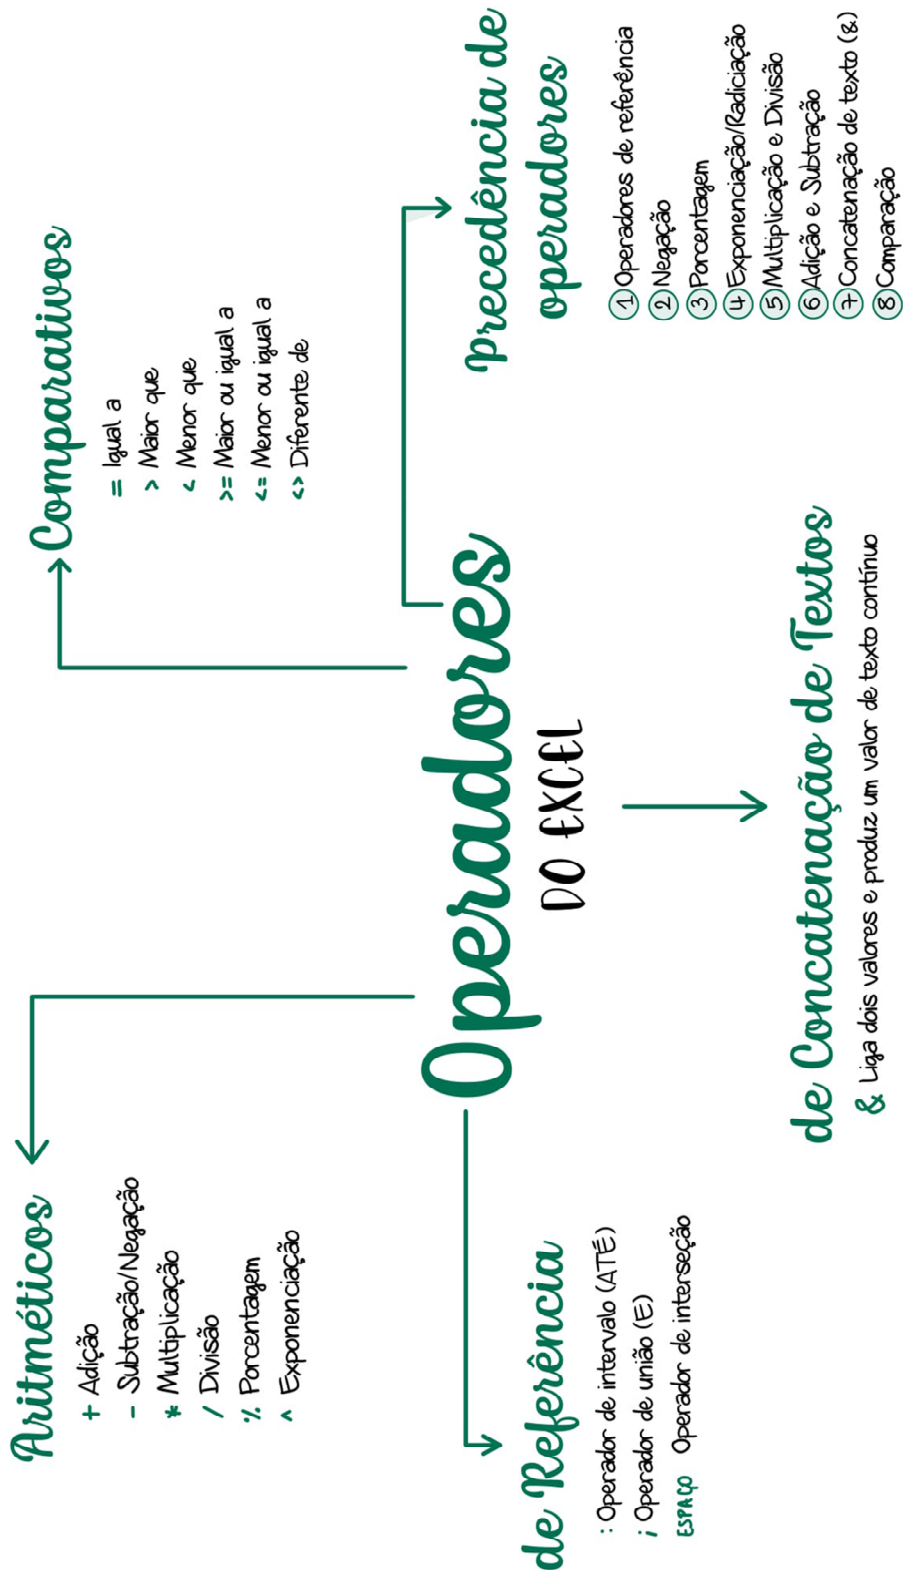 Aritméticos
+ Adição
- Subtração/Negação
* Multiplicação
/ Divisão
% Porcentagem
^ Exponenciação
Comparativos
= Igual a
> Maior que
< Menor que
>= Maior ou igual a
<= Menor ou igual a
<> Diferente de
Operadores
DO EXCEL
de Referência
: Operador de intervalo (ATÉ)
; Operador de união (E)
ESPAÇO Operador de interseção
Precedência de
operadores
1 Operadores de referência
2 Negação
3 Porcentagem
4 Exponenciação/Radiciação
5 Multiplicação e Divisão
6 Adição e Subtração
7 Concatenação de texto (&)
8 Comparação
de Concatenação de Textos
& Liga dois valores e produz um valor de texto contínuo